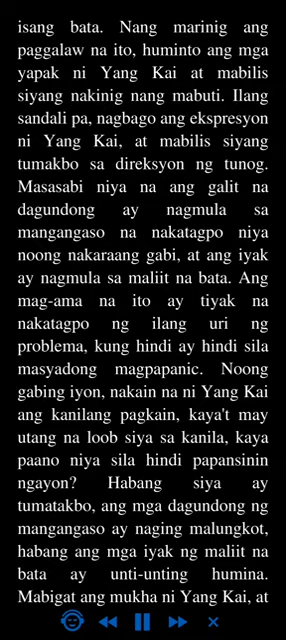 isang bata. Nang marinig ang
paggalaw na ito, huminto ang mga
yapak ni Yang Kai at mabilis
siyang nakinig nang mabuti. Ilang
sandali pa, nagbago ang ekspresyon
ni Yang Kai, at mabilis siyang
tumakbo sa direksyon ng tunog.
Masasabi niya na ang galit na
dagundong ay nagmula sa
mangangaso na nakatagpo niya
noong nakaraang gabi, at ang iyak
ay nagmula sa maliit na bata. Ang
mag-ama na ito ay tiyak na
nakatagpo ng ilang uri ng
problema, kung hindi ay hindi sila
masyadong magpapanic. Noong
gabing iyon, nakain na ni Yang Kai
ang kanilang pagkain, kaya't may
utang na loob siya sa kanila, kaya
paano niya sila hindi papansinin
ngayon? Habang siya ay
tumatakbo, ang mga dagundong ng
mangangaso ay naging malungkot,
habang ang mga iyak ng maliit na
bata ay unti-unting humina.
Mabigat ang mukha ni Yang Kai, at